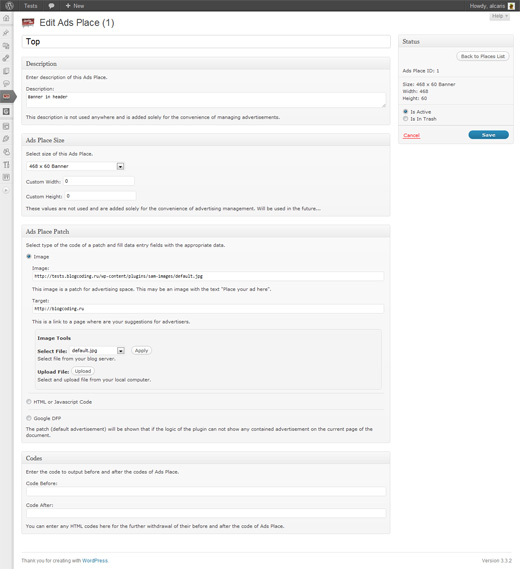 Tests
+ New
Howdy, alcaris
Help
Edit Ads Place (1)
Top
Description
Enter description of this Ads Place.
Description:
Banner in header
This description is not used anywhere and is added solely for the convenience of managing advertisements.
Ads Place Size
Select size of this Ads Place.
468 x 60 Banner
Custom Width: 0
Custom Height: 0
These values are not used and are added solely for the convenience of advertising management. Will be used in the future...
Ads Place Patch
Select type of the code of a patch and fill data entry fields with the appropriate data.
Image
Image:
http://tests.blogcoding.ru/wp-content/plugins/sam-images/default.jpg
This image is a patch for advertising space. This may be an image with the text "Place your ad here".
Target:
http://blogcoding.ru
This is a link to a page where are your suggestions for advertisers.
Image Tools
Select File: default.jpg Apply
Select file from your blog server.
Upload File: Upload
Select and upload file from your local computer.
HTML or Javascript Code
Google DFP
The patch (default advertisement) will be shown that if the logic of the plugin can not show any contained advertisement on the current page of the
document.
Codes
Enter the code to output before and after the codes of Ads Place.
Code Before:
Code After:
You can enter any HTML codes here for the further withdrawal of their before and after the code of Ads Place.
Status
Back to Places List
Ads Place ID: 1
Size: 468 x 60 Banner
Width: 468
Height: 60
Is Active
Is In Trash
Cancel
Save
Thank you for creating with WordPress.
Version 3.3.2